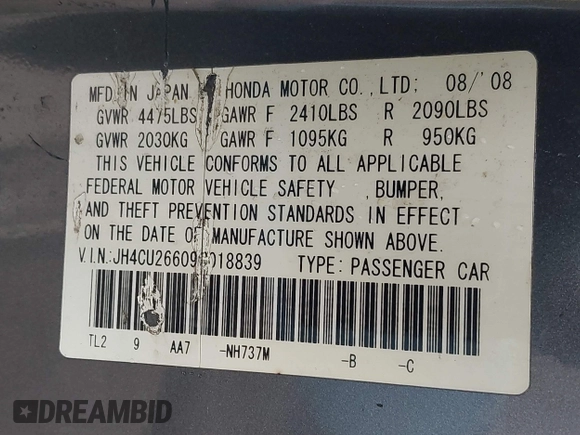 MFD IN JAPAN HONDA MOTOR CO.,LTD; 08/'08
GVWR 4475LBS GAWR F 2410LBS R 2090LBS
GVWR 2030KG GAWR F 1095KG R 950KG
THIS VEHICLE CONFORMS TO ALL APPLICABLE
FEDERAL MOTOR VEHICLE SAFETY ,BUMPER,
AND THEFT PREVENTION STANDARDS IN EFFECT
ON THE DATE OF MANUFACTURE SHOWN ABOVE.
V.I.N.: TYPE: PASSENGER CAR
TL2 9 AA7 -NH737M -B -C
DREAMBID